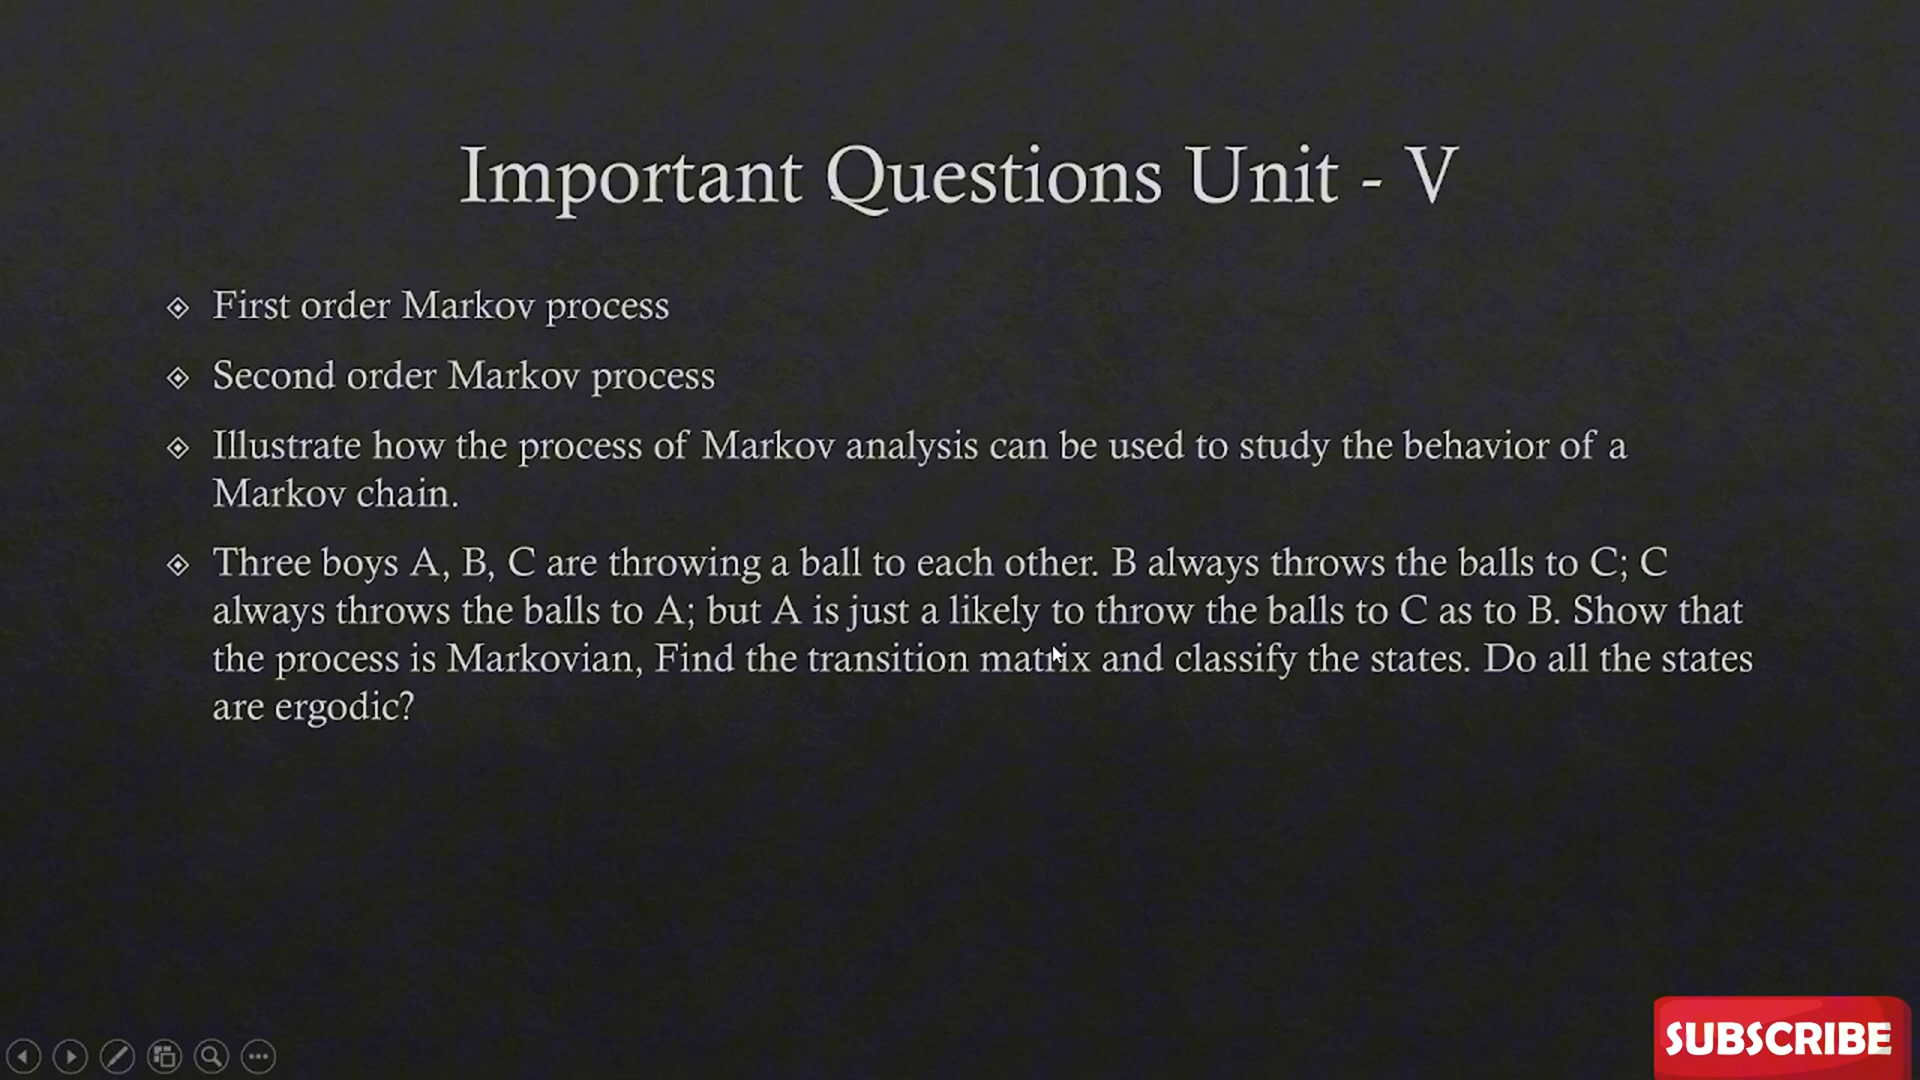 Important Questions Unit - V
First order Markov process
Second order Markov process
Illustrate how the process of Markov analysis can be used to study the behavior of a
Markov chain.
Three boys A, B, C are throwing a ball to each other. B always throws the balls to C; C
always throws the balls to A; but A is just a likely to throw the balls to C as to B. Show that
the process is Markovian, Find the transition matrix and classify the states. Do all the states
are ergodic?
SUBSCRIBE